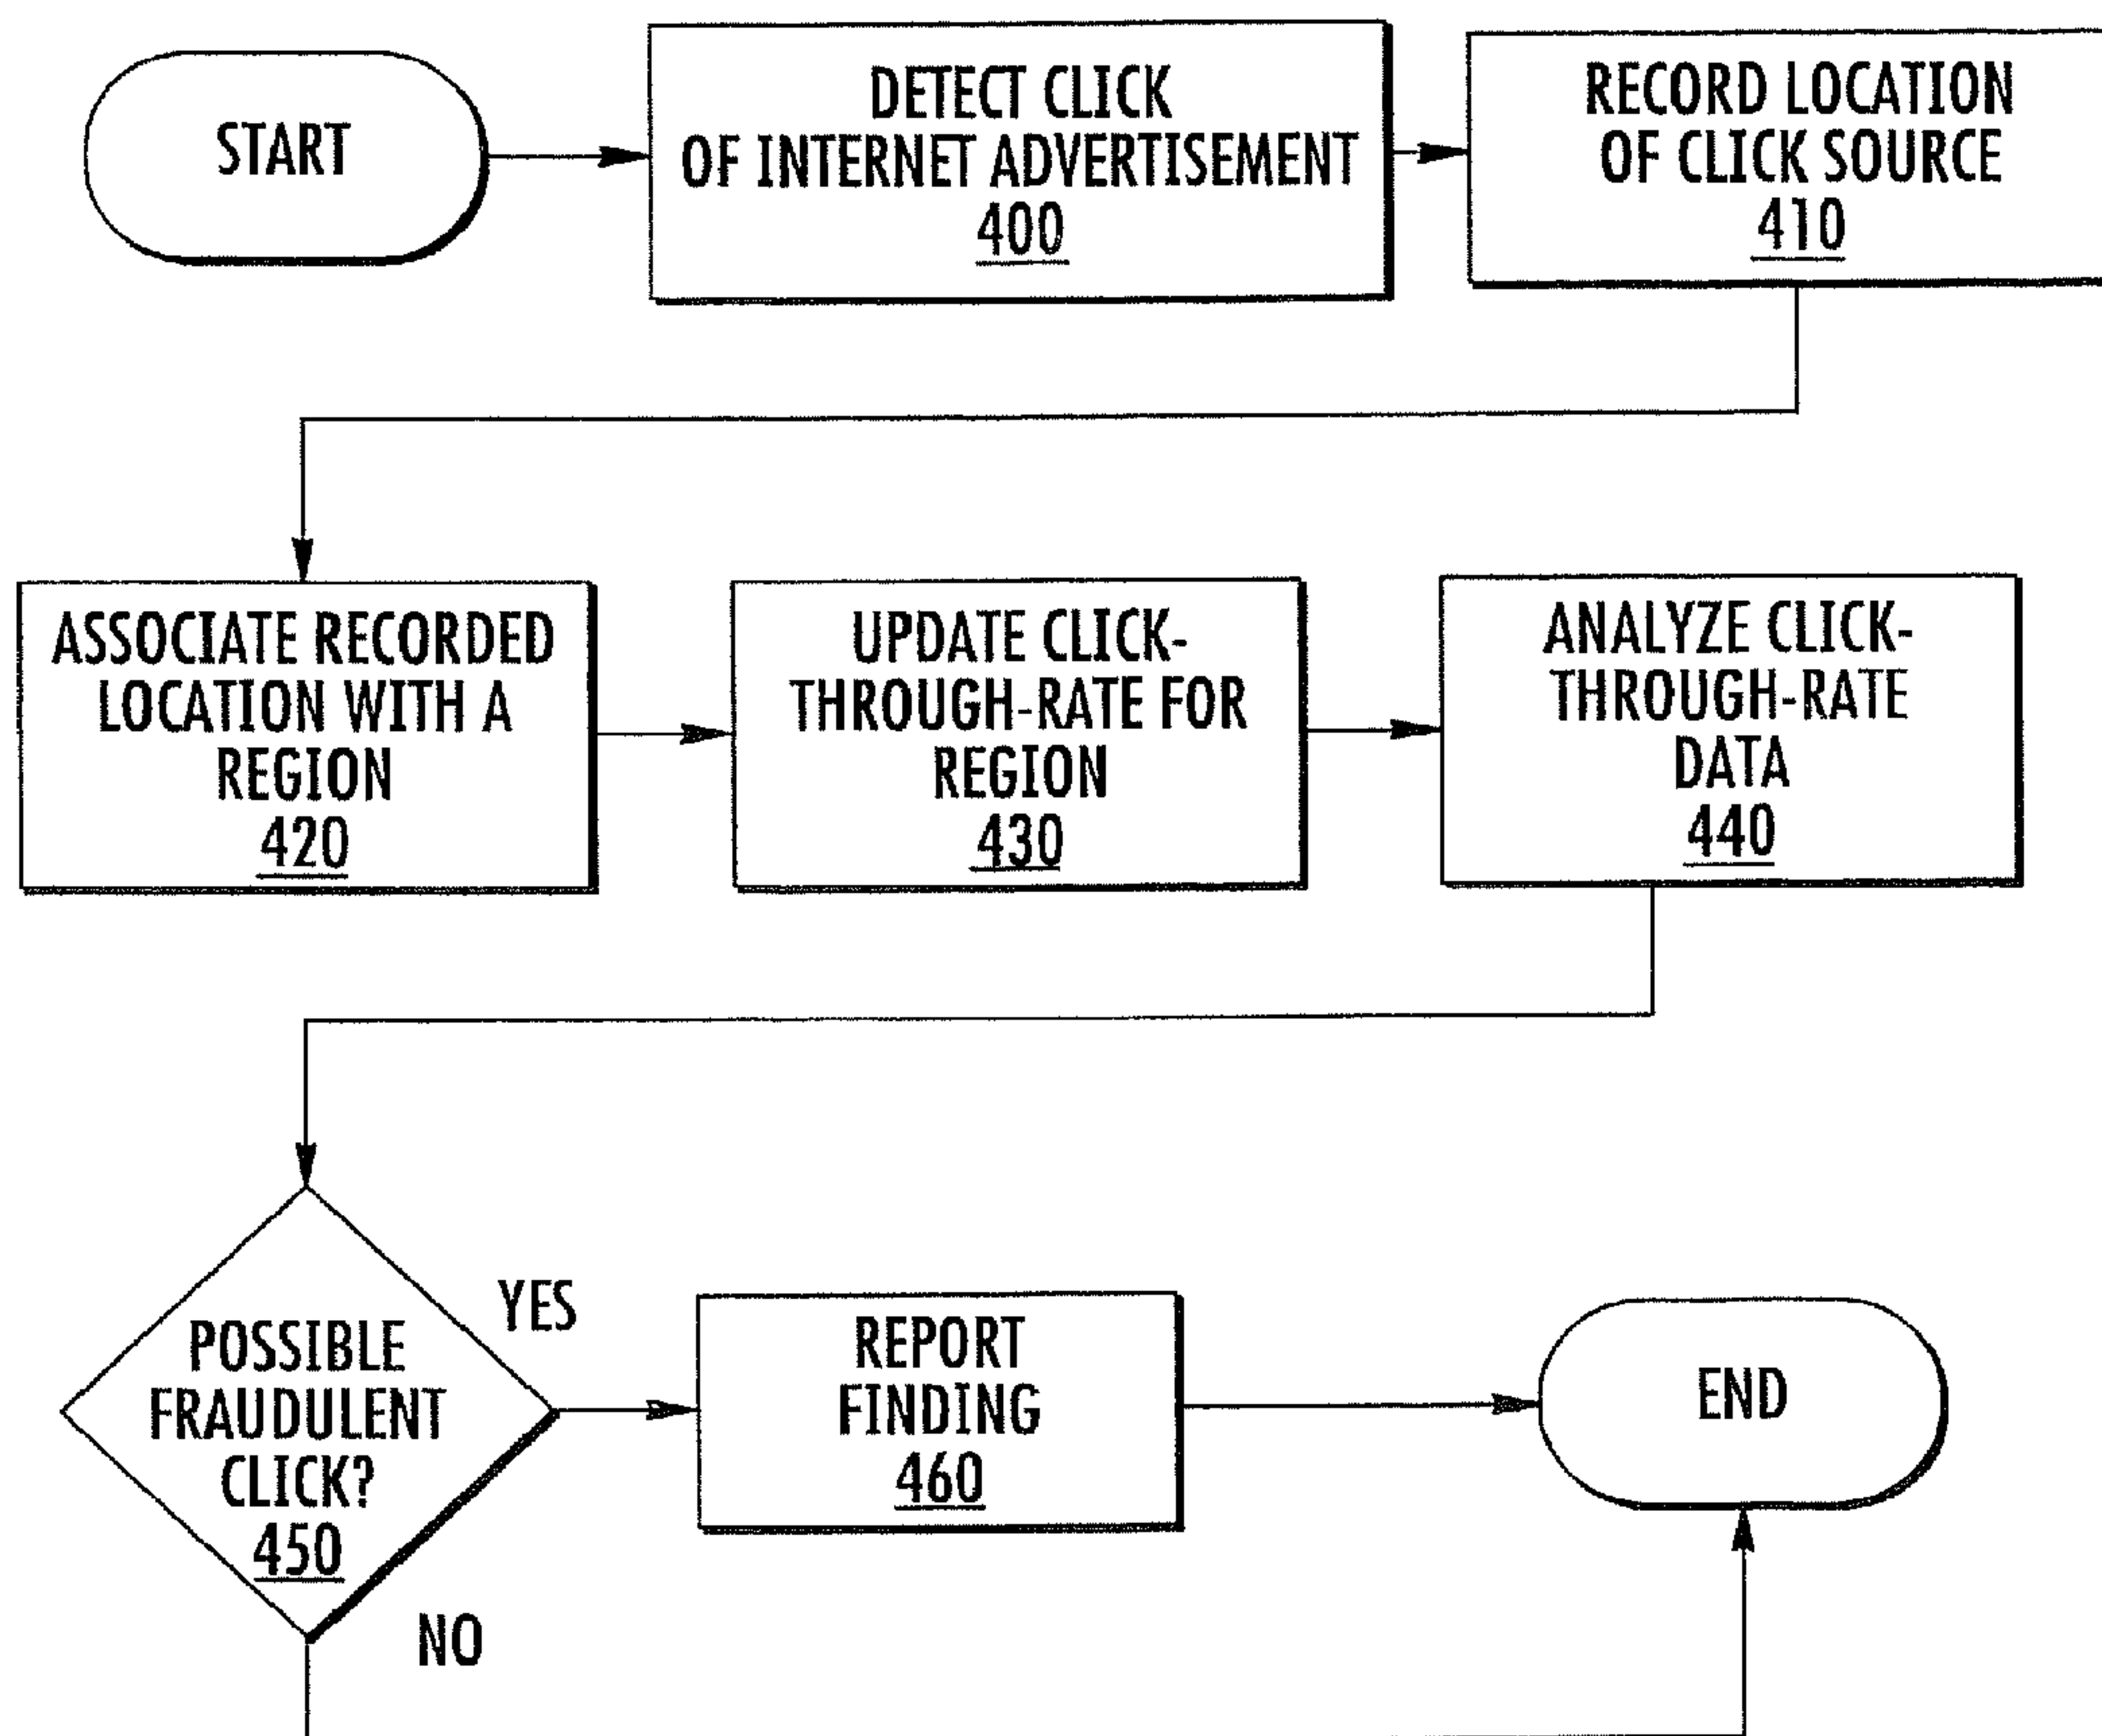 START
DETECT CLICK
OF INTERNET ADVERTISEMENT
400
RECORD LOCATION
OF CLICK SOURCE
410
ASSOCIATE RECORDED
LOCATION WITH A
REGION
420
UPDATE CLICK-
THROUGH-RATE FOR
REGION
430
ANALYZE CLICK-
THROUGH-RATE
DATA
440
POSSIBLE
FRAUDULENT
CLICK?
450
YES
NO
REPORT
FINDING
460
END